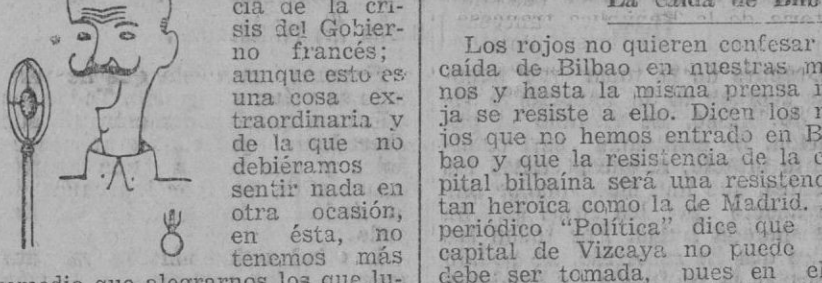 cia de la cri-
sis del Gobier-
no francés;
aunque esto es
una cosa ex-
traordinaria y
de la que no
debiéramos
sentir nada en
otra ocasión,
en ésta, no
tenemos más
que alegrarnos los que lu-
La caída de
Los rojos no quieren confesar
caída de Bilbao en nuestras m
nos y hasta la misma prensa r
ja se resiste a ello. Dicen los r
jos que no hemos entrado en B
bao y que la resistencia de la c
pital bilbaína será una resistenc
tan heroica como la de Madrid.
periódico "Política" dice que
capital de Vizcaya no puede
debe ser tomada, pues en el